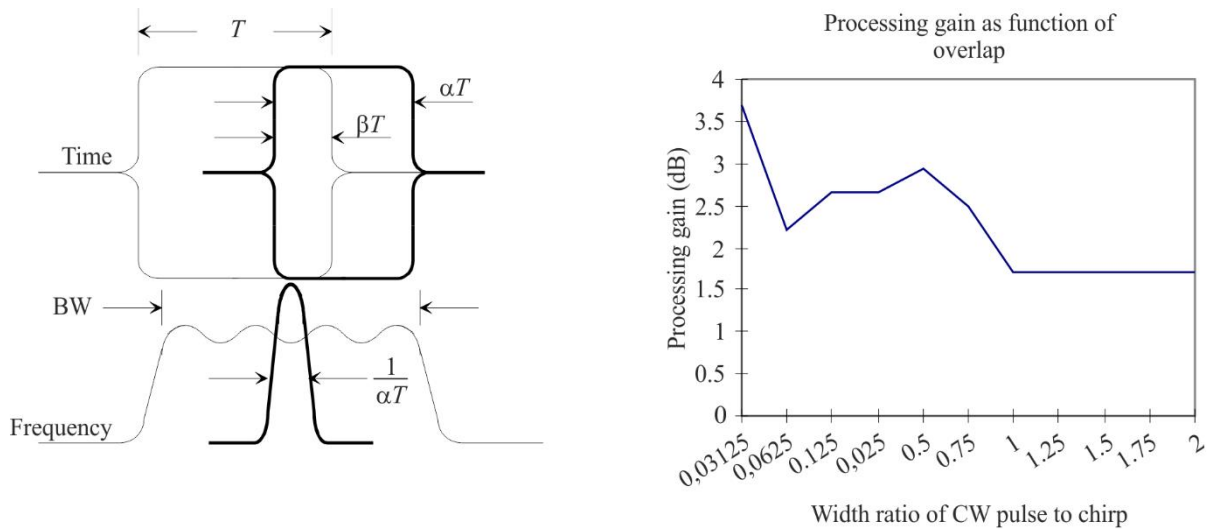 T
αT
βT
Time
BW
1
αT
Frequency
Processing gain as function of
overlap
Processing gain (dB)
4
3.5
3
2.5
2
1.5
1
0.5
0
0,03125
0,0625
0.125
0,025
0.5
0.75
1
1.25
1.5
1.75
2
Width ratio of CW pulse to chirp